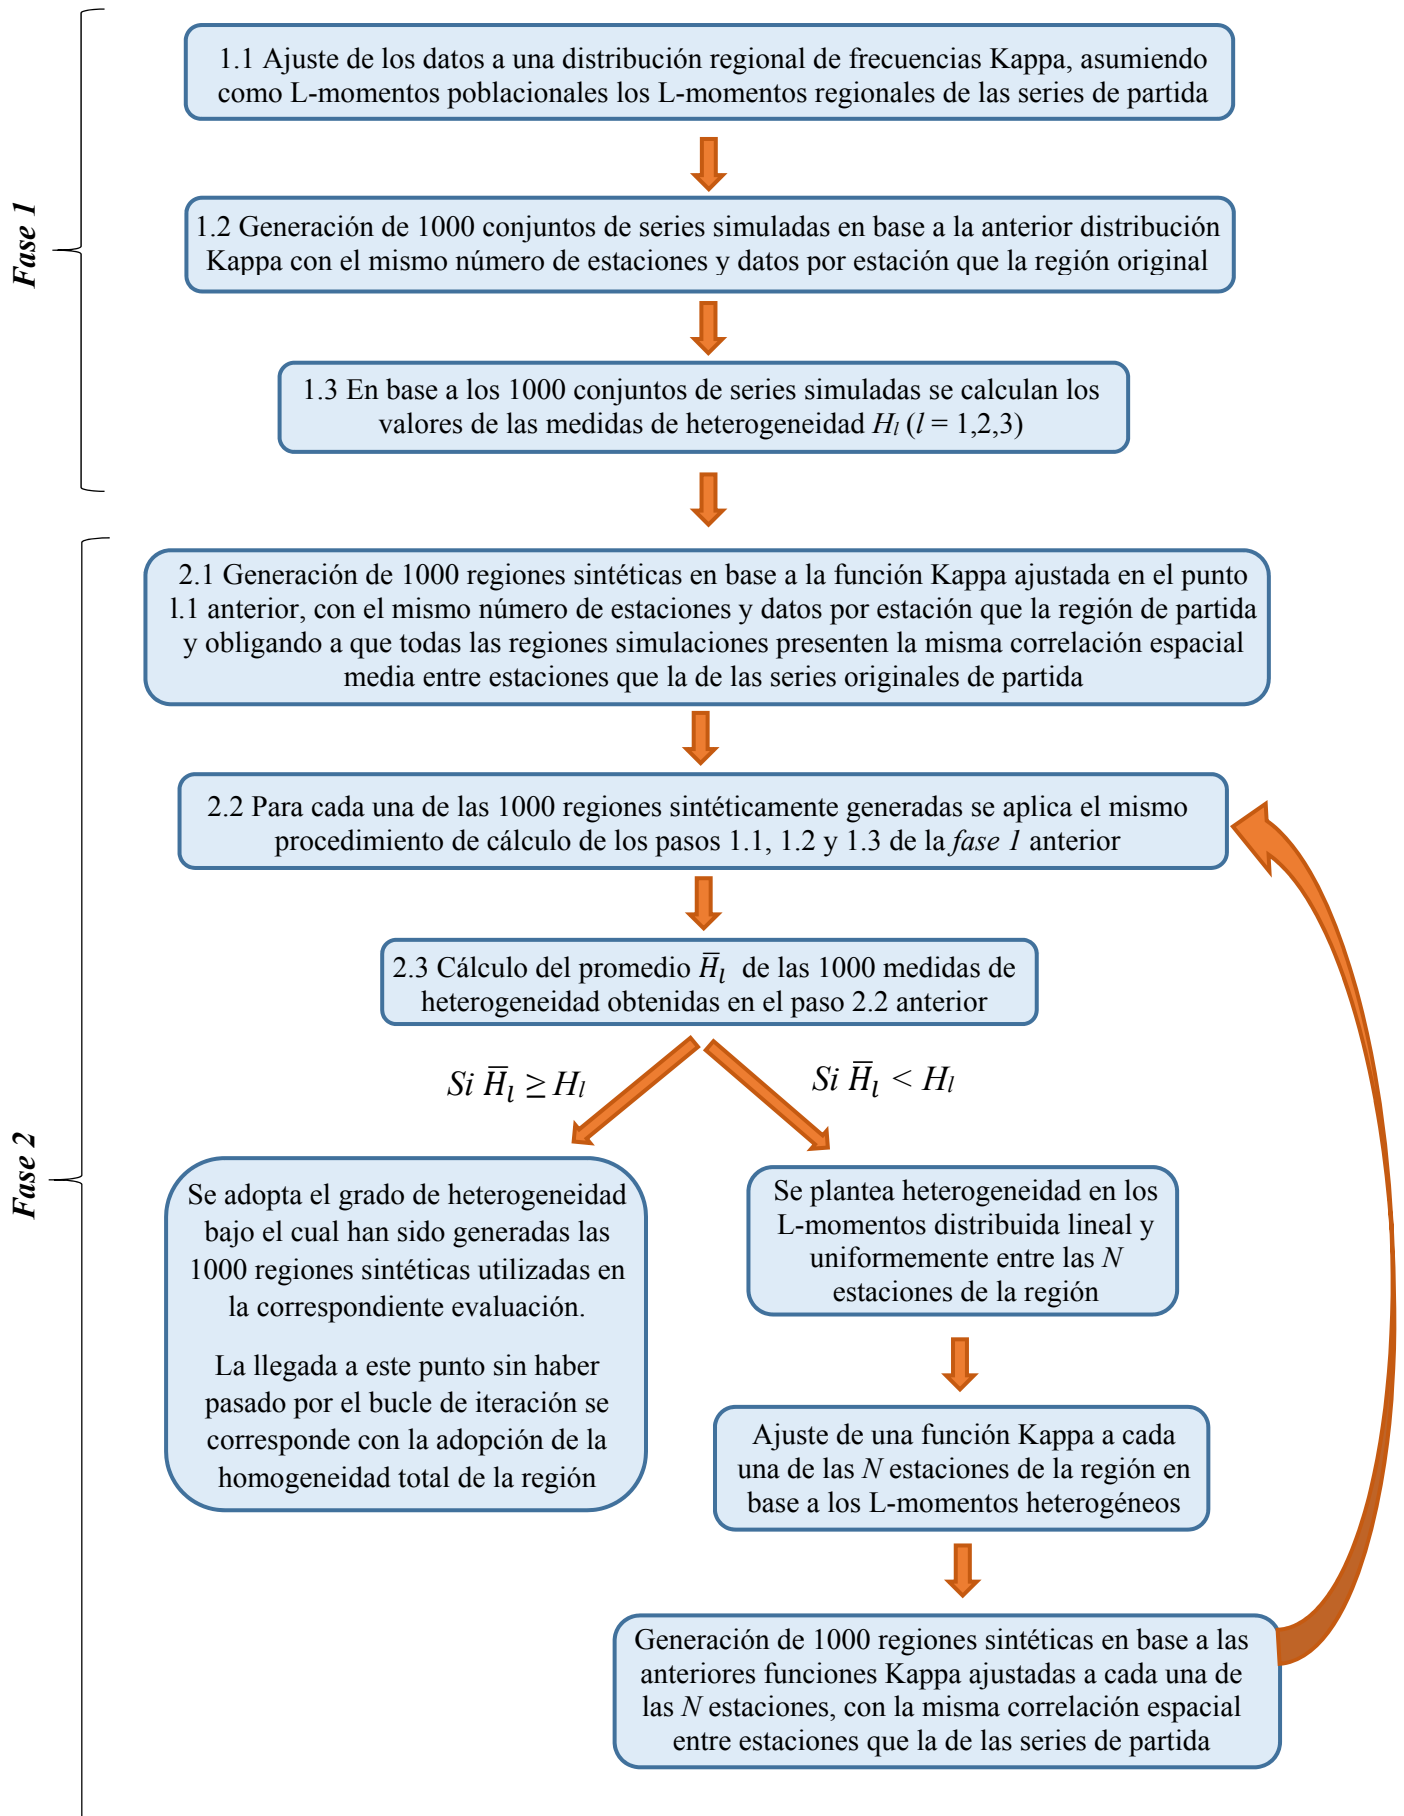 Fase 1
1.1 Ajuste de los datos a una distribución regional de frecuencias Kappa, asumiendo
como L-momentos poblacionales los L-momentos regionales de las series de partida
1.2 Generación de 1000 conjuntos de series simuladas en base a la anterior distribución
Kappa con el mismo número de estaciones y datos por estación que la región original
1.3 En base a los 1000 conjuntos de series simuladas se calculan los
valores de las medidas de heterogeneidad Hl (l = 1,2,3)
Fase 2
2.1 Generación de 1000 regiones sintéticas en base a la función Kappa ajustada en el punto
l.1 anterior, con el mismo número de estaciones y datos por estación que la región de partida
y obligando a que todas las regiones simulaciones presenten la misma correlación espacial
media entre estaciones que la de las series originales de partida
2.2 Para cada una de las 1000 regiones sintéticamente generadas se aplica el mismo
procedimiento de cálculo de los pasos 1.1, 1.2 y 1.3 de la fase 1 anterior
2.3 Cálculo del promedio H̅l de las 1000 medidas de
heterogeneidad obtenidas en el paso 2.2 anterior
Si H̅l ≥ Hl
Si H̅l < Hl
Se adopta el grado de heterogeneidad
bajo el cual han sido generadas las
1000 regiones sintéticas utilizadas en
la correspondiente evaluación.
La llegada a este punto sin haber
pasado por el bucle de iteración se
corresponde con la adopción de la
homogeneidad total de la región
Se plantea heterogeneidad en los
L-momentos distribuida lineal y
uniformemente entre las N
estaciones de la región
Ajuste de una función Kappa a cada
una de las N estaciones de la región en
base a los L-momentos heterogéneos
Generación de 1000 regiones sintéticas en base a las
anteriores funciones Kappa ajustadas a cada una de
las N estaciones, con la misma correlación espacial
entre estaciones que la de las series de partida